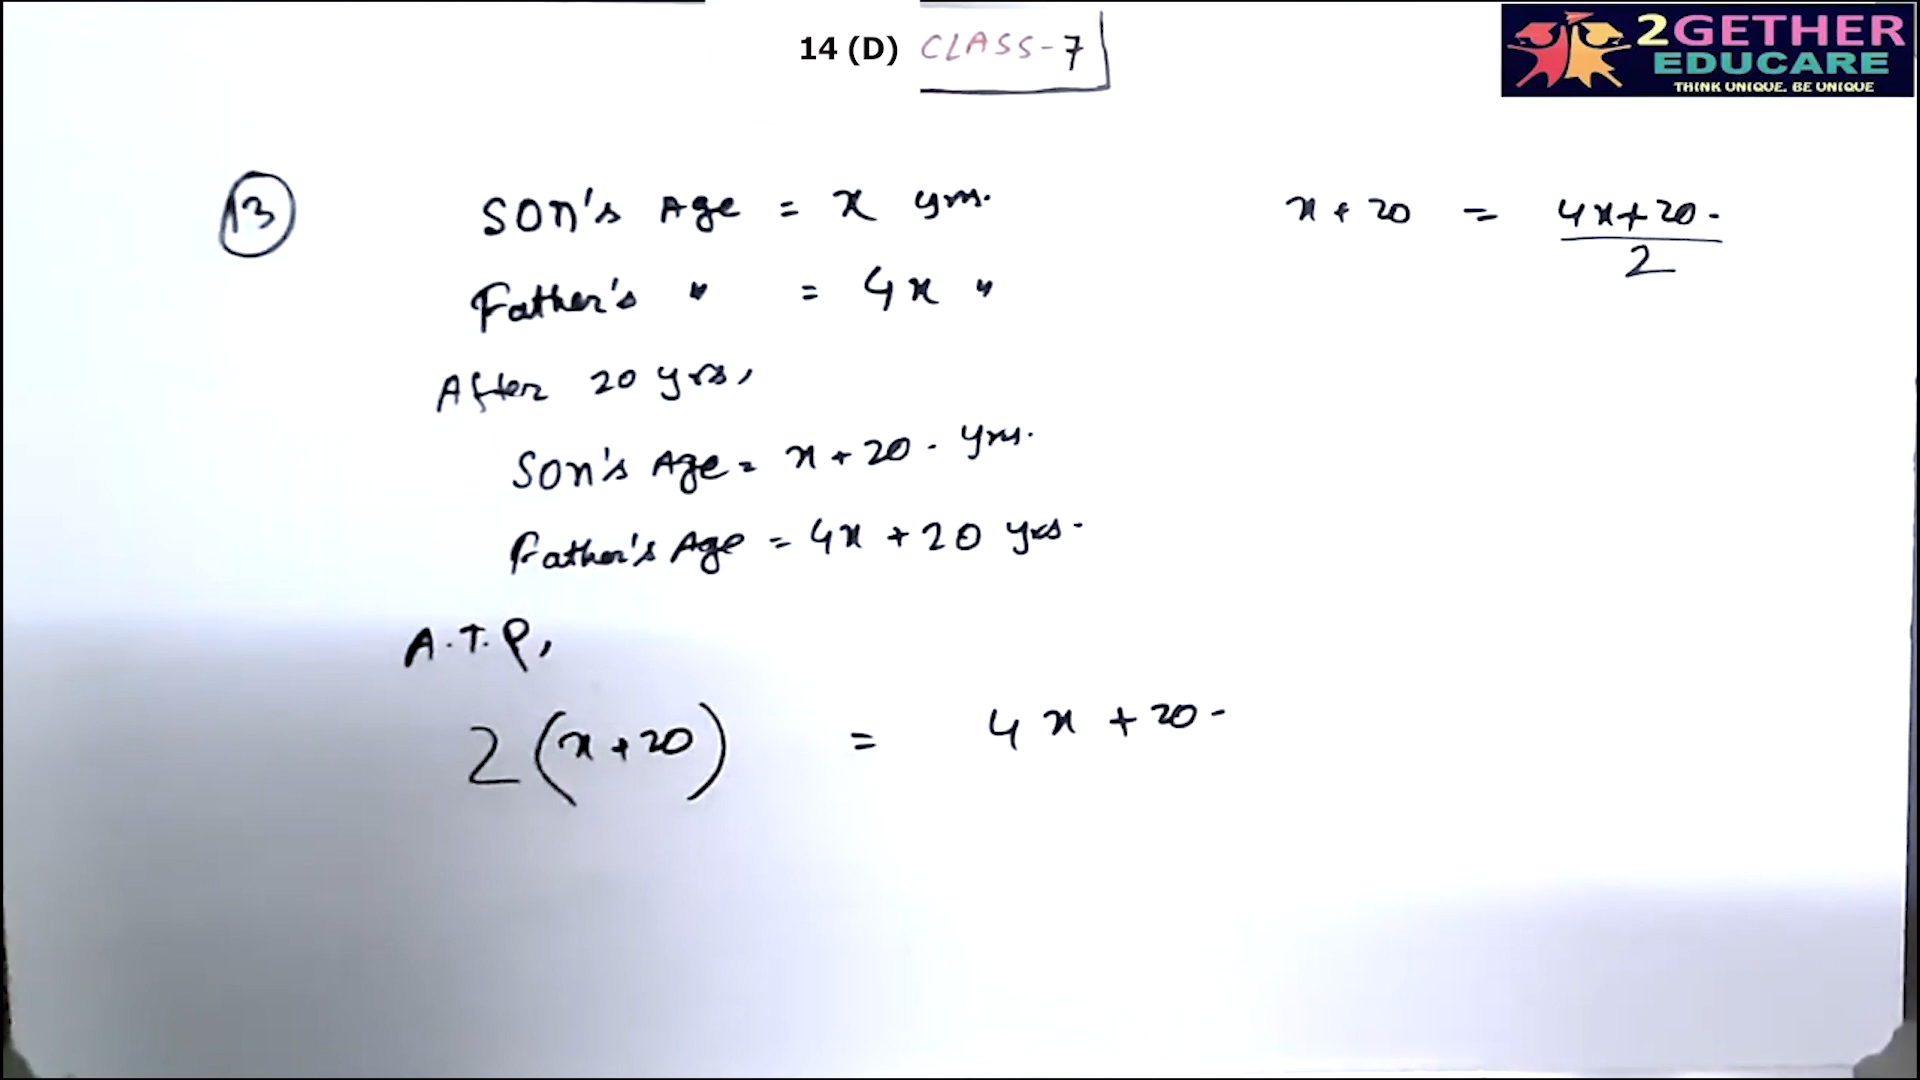 14 (D) CLASS-7
2GETHER
EDUCARE
THINK UNIQUE. BE UNIQUE
13
SON's Age = x yrs.
Father's " = 4x "
After 20 yrs,
Son's Age = x + 20 - yrs.
Father's Age = 4x + 20 yrs -
A.T.P,
2 (x + 20) = 4x + 20 -
x + 20 = 4x + 20 -
2